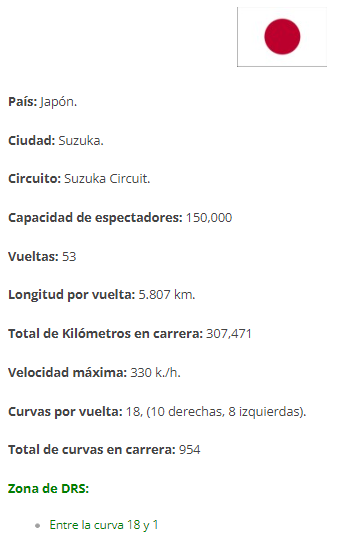 País: Japón.
Ciudad: Suzuka.
Circuito: Suzuka Circuit.
Capacidad de espectadores: 150,000
Vueltas: 53
Longitud por vuelta: 5.807 km.
Total de Kilómetros en carrera: 307,471
Velocidad máxima: 330 k./h.
Curvas por vuelta: 18, (10 derechas, 8 izquierdas).
Total de curvas en carrera: 954
Zona de DRS:
Entre la curva 18 y 1